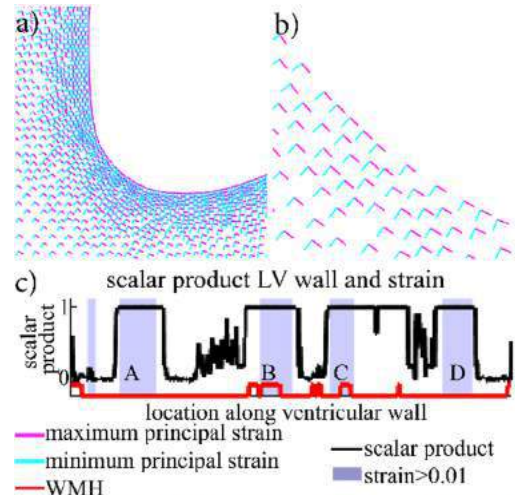 a)
b)
c)
scalar product LV wall and strain
scalar
product
1
0
A
B
C
D
location along ventricular wall
maximum principal strain
minimum principal strain
WMH
scalar product
strain>0.01